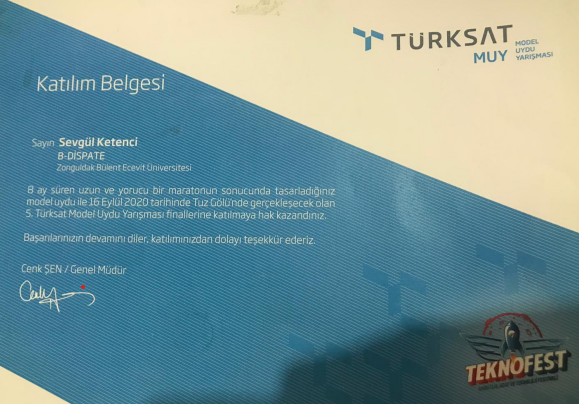 TÜRKSAT
MUY MODEL UYDU YARIŞMASI
Katılım Belgesi
Sayın Sevgül Ketenci
B-DİSPATE
Zonguldak Bülent Ecevit Üniversitesi
8 ay süren uzun ve yorucu bir maratonun sonucunda tasarladığınız
model uydu ile 16 Eylül 2020 tarihinde Tuz Gölü'nde gerçekleşecek olan
5. Türksat Model Uydu Yarışması finallerine katılmaya hak kazandınız.
Başarılarınızın devamını diler, katılımınızdan dolayı teşekkür ederiz.
Cenk ŞEN / Genel Müdür
TEKNOFEST